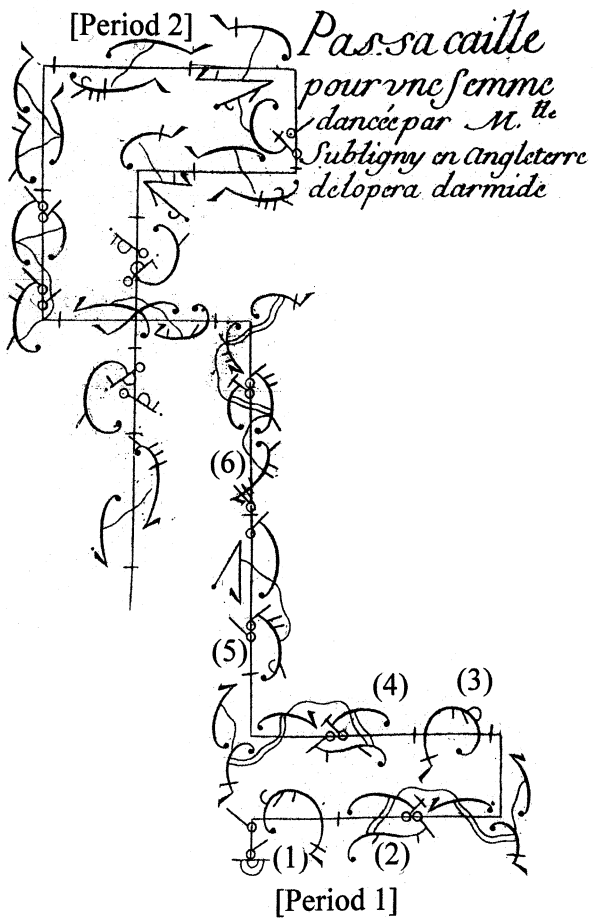 [Period 2]
Passacaille
pour vne femme
dancée par M.lle
Subligny en Angleterre
de lopera darmide
(6)
(5)
(4)
(3)
(1)
(2)
[Period 1]